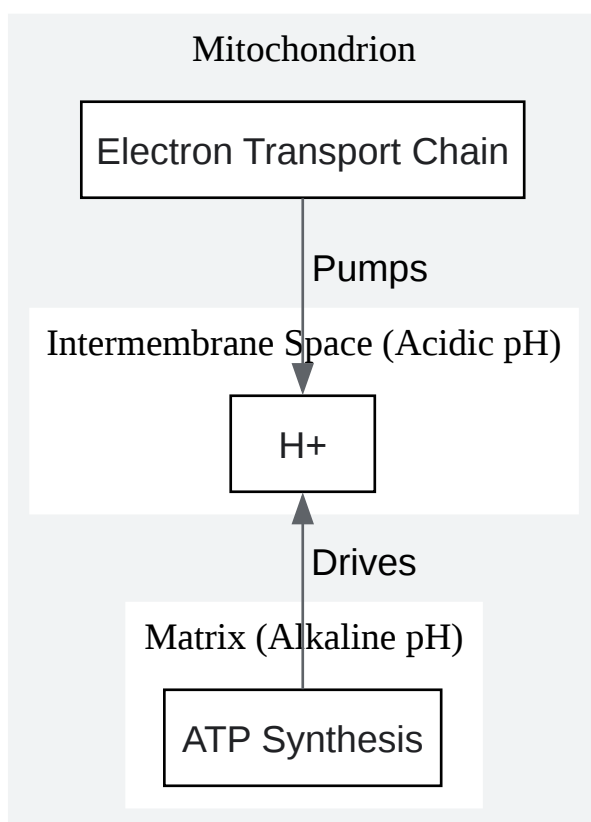 Mitochondrion
Electron Transport Chain
Pumps
Intermembrane Space (Acidic pH)
H+
Drives
Matrix (Alkaline pH)
ATP Synthesis